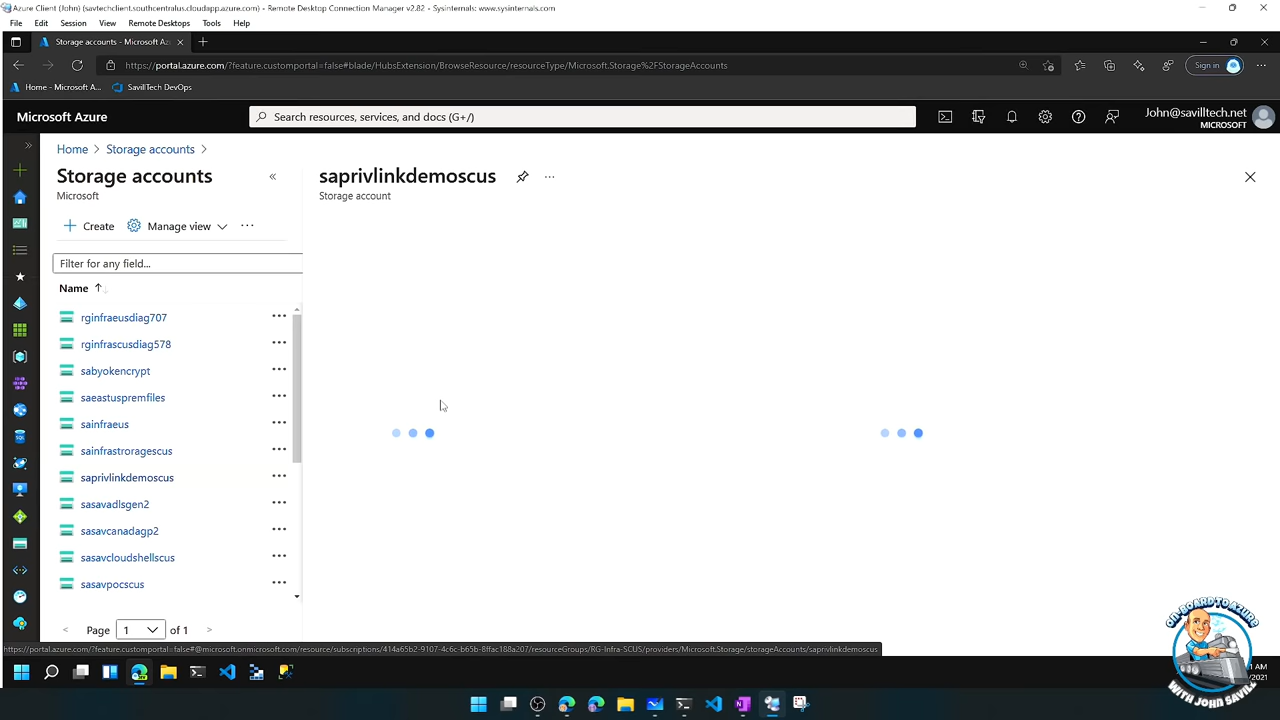 Azure Client (John) (savtechclient.southcentralus.cloudapp.azure.com) - Remote Desktop Connection Manager v2.82 - Sysinternals: www.sysinternals.com
File Edit Session View Remote Desktops Tools Help
Storage accounts - Microsoft Az
https://portal.azure.com/?feature.customportal=false#blade/HubsExtension/BrowseResource/resourceType/Microsoft.Storage%2FStorageAccounts
Sign in
Home - Microsoft A...
SavillTech DevOps
Microsoft Azure
Search resources, services, and docs (G+/)
John@savilltech.net
MICROSOFT
Home > Storage accounts >
Storage accounts
Microsoft
Create
Manage view
Filter for any field...
Name
rginfraeusdiag707
rginfrascusdiag578
sabyokencrypt
saeastuspremfiles
sainfraeus
sainfrastroragescus
saprivlinkdemoscus
sasavadlsgen2
sasavcanadagp2
sasavcloudshellscus
sasavpocscus
Page 1 of 1
saprivlinkdemoscus
Storage account
https://portal.azure.com/?feature.customportal=false#@microsoft.onmicrosoft.com/resource/subscriptions/414a65b2-9107-4c6c-b65b-8ffac188a207/resourceGroups/RG-Infra-SCUS/providers/Microsoft.Storage/storageAccounts/saprivlinkdemoscus
ON-BOARD TO AZURE
WITH JOHN SAVILL
AM
/2021